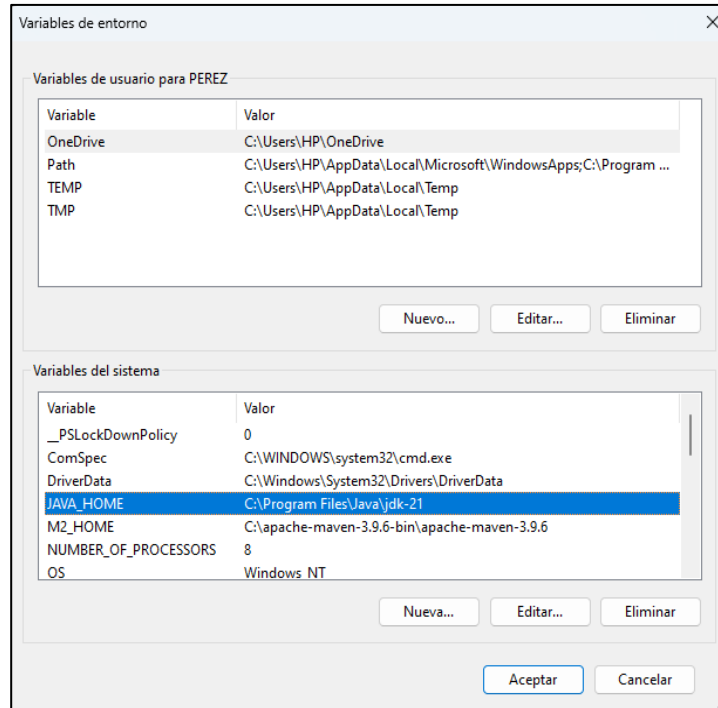 Variables de entorno
Variables de usuario para PEREZ
Variable Valor
OneDrive C:\Users\HP\OneDrive
Path C:\Users\HP\AppData\Local\Microsoft\WindowsApps;C:\Program ...
TEMP C:\Users\HP\AppData\Local\Temp
TMP C:\Users\HP\AppData\Local\Temp
Nuevo... Editar... Eliminar
Variables del sistema
Variable Valor
__PSLockDownPolicy 0
ComSpec C:\WINDOWS\system32\cmd.exe
DriverData C:\Windows\System32\Drivers\DriverData
JAVA_HOME C:\Program Files\Java\jdk-21
M2_HOME C:\apache-maven-3.9.6-bin\apache-maven-3.9.6
NUMBER_OF_PROCESSORS 8
OS Windows_NT
Nueva... Editar... Eliminar
Aceptar Cancelar